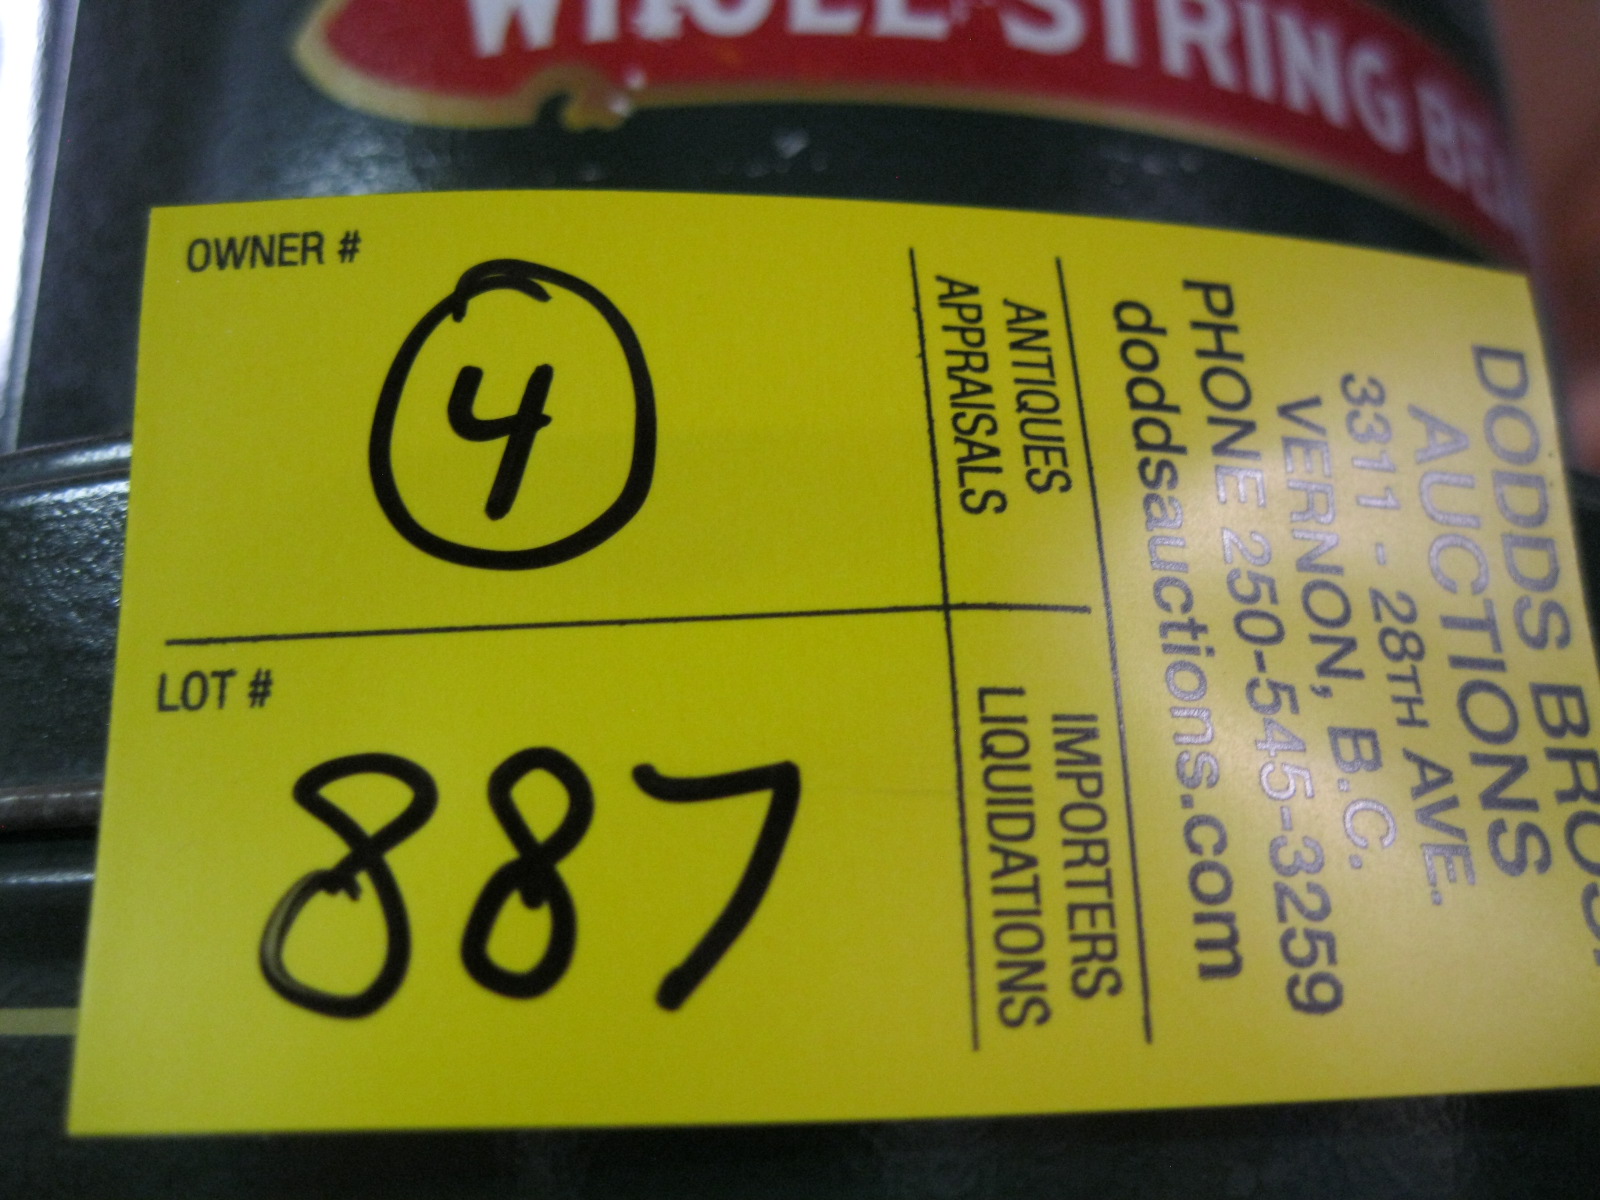 WHOLE STRING
OWNER #
4
LOT #
887
DODDS BROS.
AUCTIONS
3311 - 28TH AVE.
VERNON, B.C.
PHONE 250-545-3259
doddsauctions.com
ANTIQUES
APPRAISALS
IMPORTERS
LIQUIDATIONS